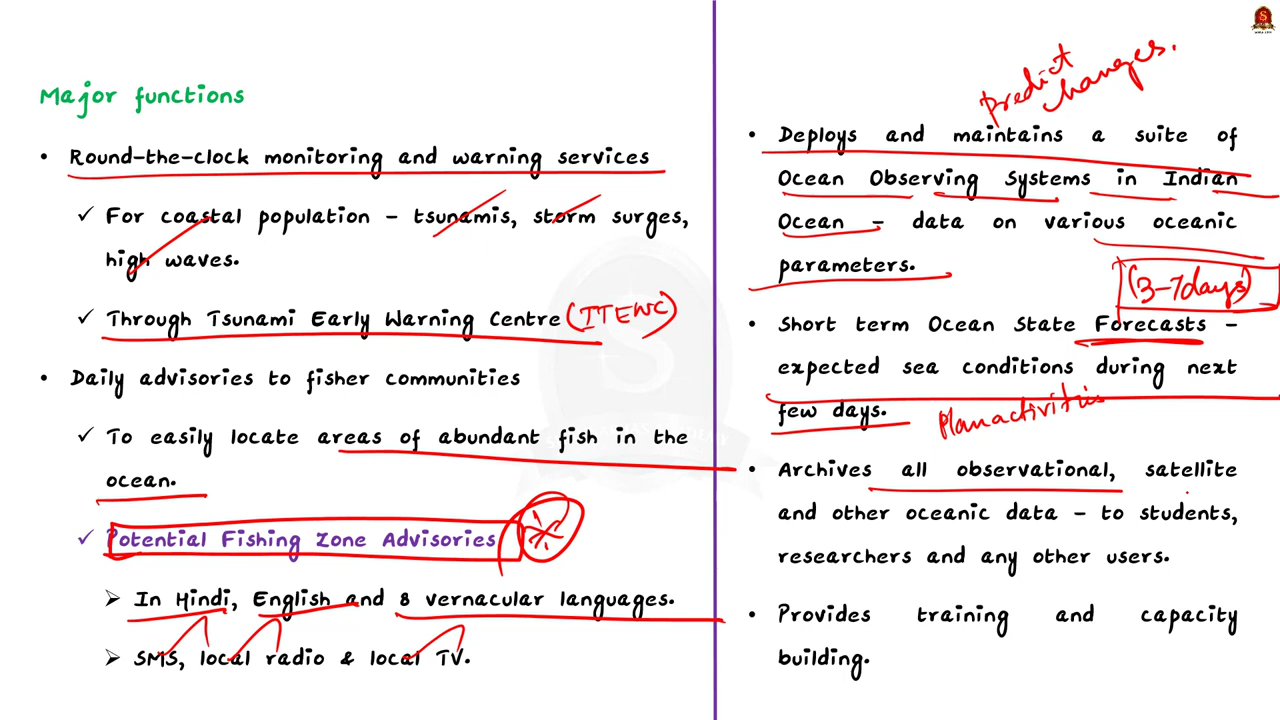 Major functions
• Round-the-clock monitoring and warning services
✓ For coastal population - tsunamis, storm surges,
high waves.
✓ Through Tsunami Early Warning Centre (ITEWC)
• Daily advisories to fisher communities
✓ To easily locate areas of abundant fish in the
ocean.
✓ Potential Fishing Zone Advisories
➢ In Hindi, English and 8 vernacular languages.
➢ SMS, local radio & local TV.
predict
changes.
• Deploys and maintains a suite of
Ocean Observing Systems in Indian
Ocean - data on various oceanic
parameters.
(3-7days)
• Short term Ocean State Forecasts -
expected sea conditions during next
few days.
Plan activities
• Archives all observational, satellite
and other oceanic data - to students,
researchers and any other users.
• Provides training and capacity
building.